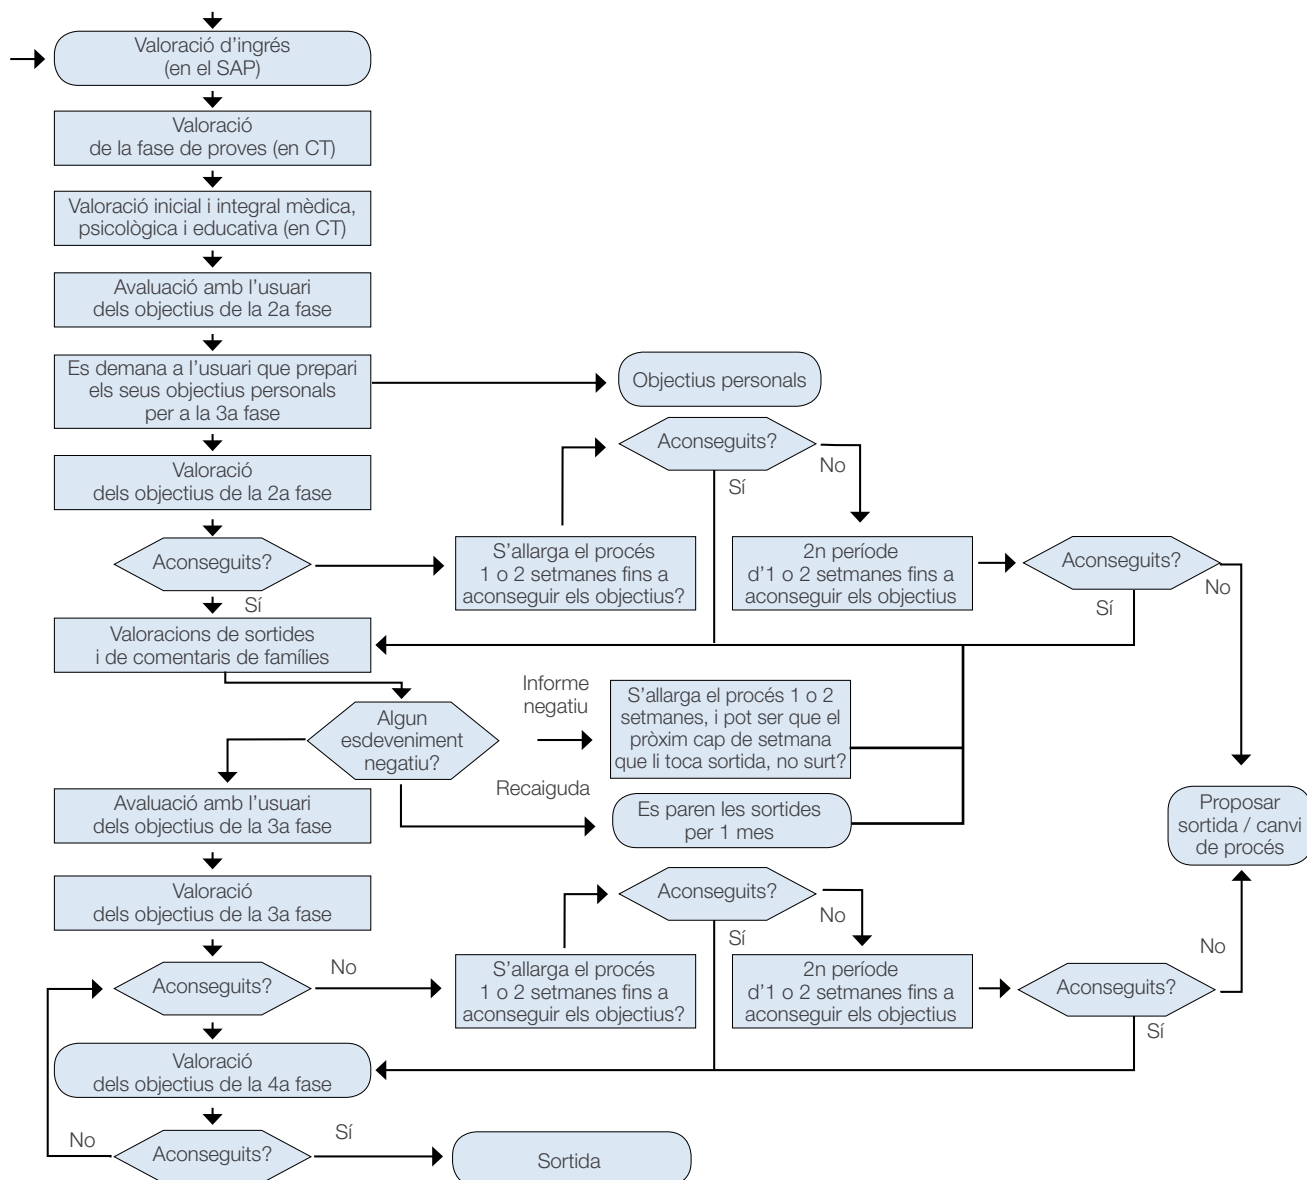 Valoració d'ingrés
(en el SAP)
Valoració
de la fase de proves (en CT)
Valoració inicial i integral mèdica,
psicològica i educativa (en CT)
Avaluació amb l'usuari
dels objectius de la 2a fase
Es demana a l'usuari que prepari
els seus objectius personals
per a la 3a fase
Objectius personals
Valoració
dels objectius de la 2a fase
Aconseguits?
No
Sí
Aconseguits?
Sí
S'allarga el procés
1 o 2 setmanes fins a
aconseguir els objectius?
2n període
d'1 o 2 setmanes fins a
aconseguir els objectius
Aconseguits?
No
Sí
Valoracions de sortides
i de comentaris de famílies
Algun
esdeveniment
negatiu?
Informe
negatiu
S'allarga el procés 1 o 2
setmanes, i pot ser que el
pròxim cap de setmana
que li toca sortida, no surt?
Recaiguda
Es paren les sortides
per 1 mes
Proposar
sortida / canvi
de procés
Avaluació amb l'usuari
dels objectius de la 3a fase
Valoració
dels objectius de la 3a fase
Aconseguits?
No
Sí
Aconseguits?
No
S'allarga el procés
1 o 2 setmanes fins a
aconseguir els objectius?
2n període
d'1 o 2 setmanes fins a
aconseguir els objectius
Aconseguits?
No
Sí
Valoració
dels objectius de la 4a fase
Aconseguits?
No
Sí
Sortida